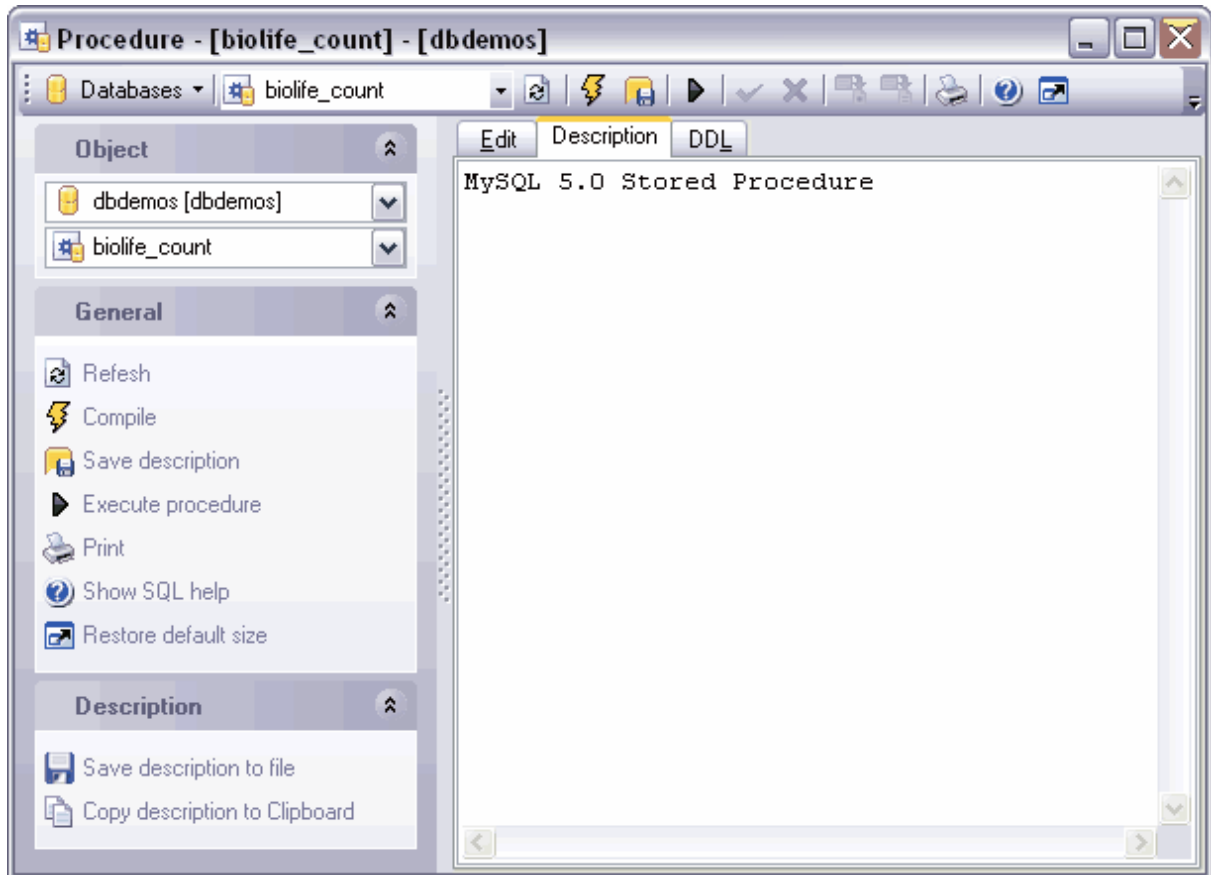 Procedure - [biolife_count] - [dbdemos]
Databases biolife_count
Object
dbdemos [dbdemos]
biolife_count
General
Refesh
Compile
Save description
Execute procedure
Print
Show SQL help
Restore default size
Description
Save description to file
Copy description to Clipboard
Edit Description DDL
MySQL 5.0 Stored Procedure